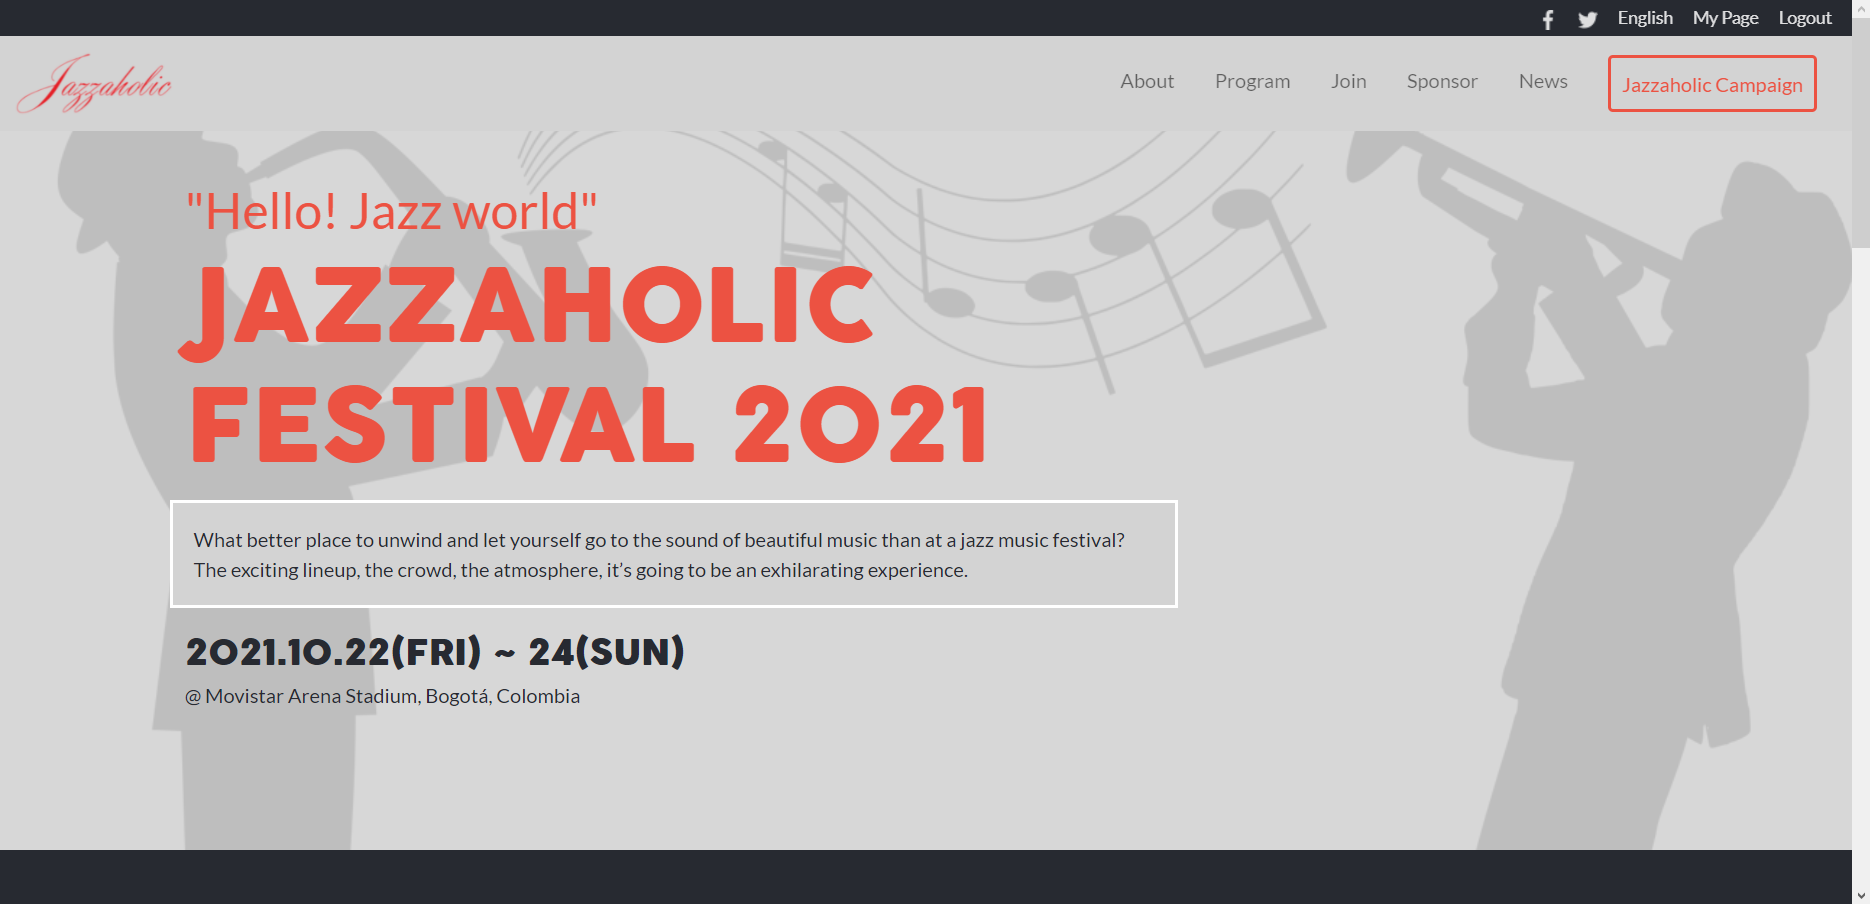 English My Page Logout
Jazzaholic
About Program Join Sponsor News Jazzaholic Campaign
"Hello! Jazz world"
JAZZAHOLIC
FESTIVAL 2021
What better place to unwind and let yourself go to the sound of beautiful music than at a jazz music festival?
The exciting lineup, the crowd, the atmosphere, it’s going to be an exhilarating experience.
2021.10.22(FRI) ~ 24(SUN)
@ Movistar Arena Stadium, Bogotá, Colombia